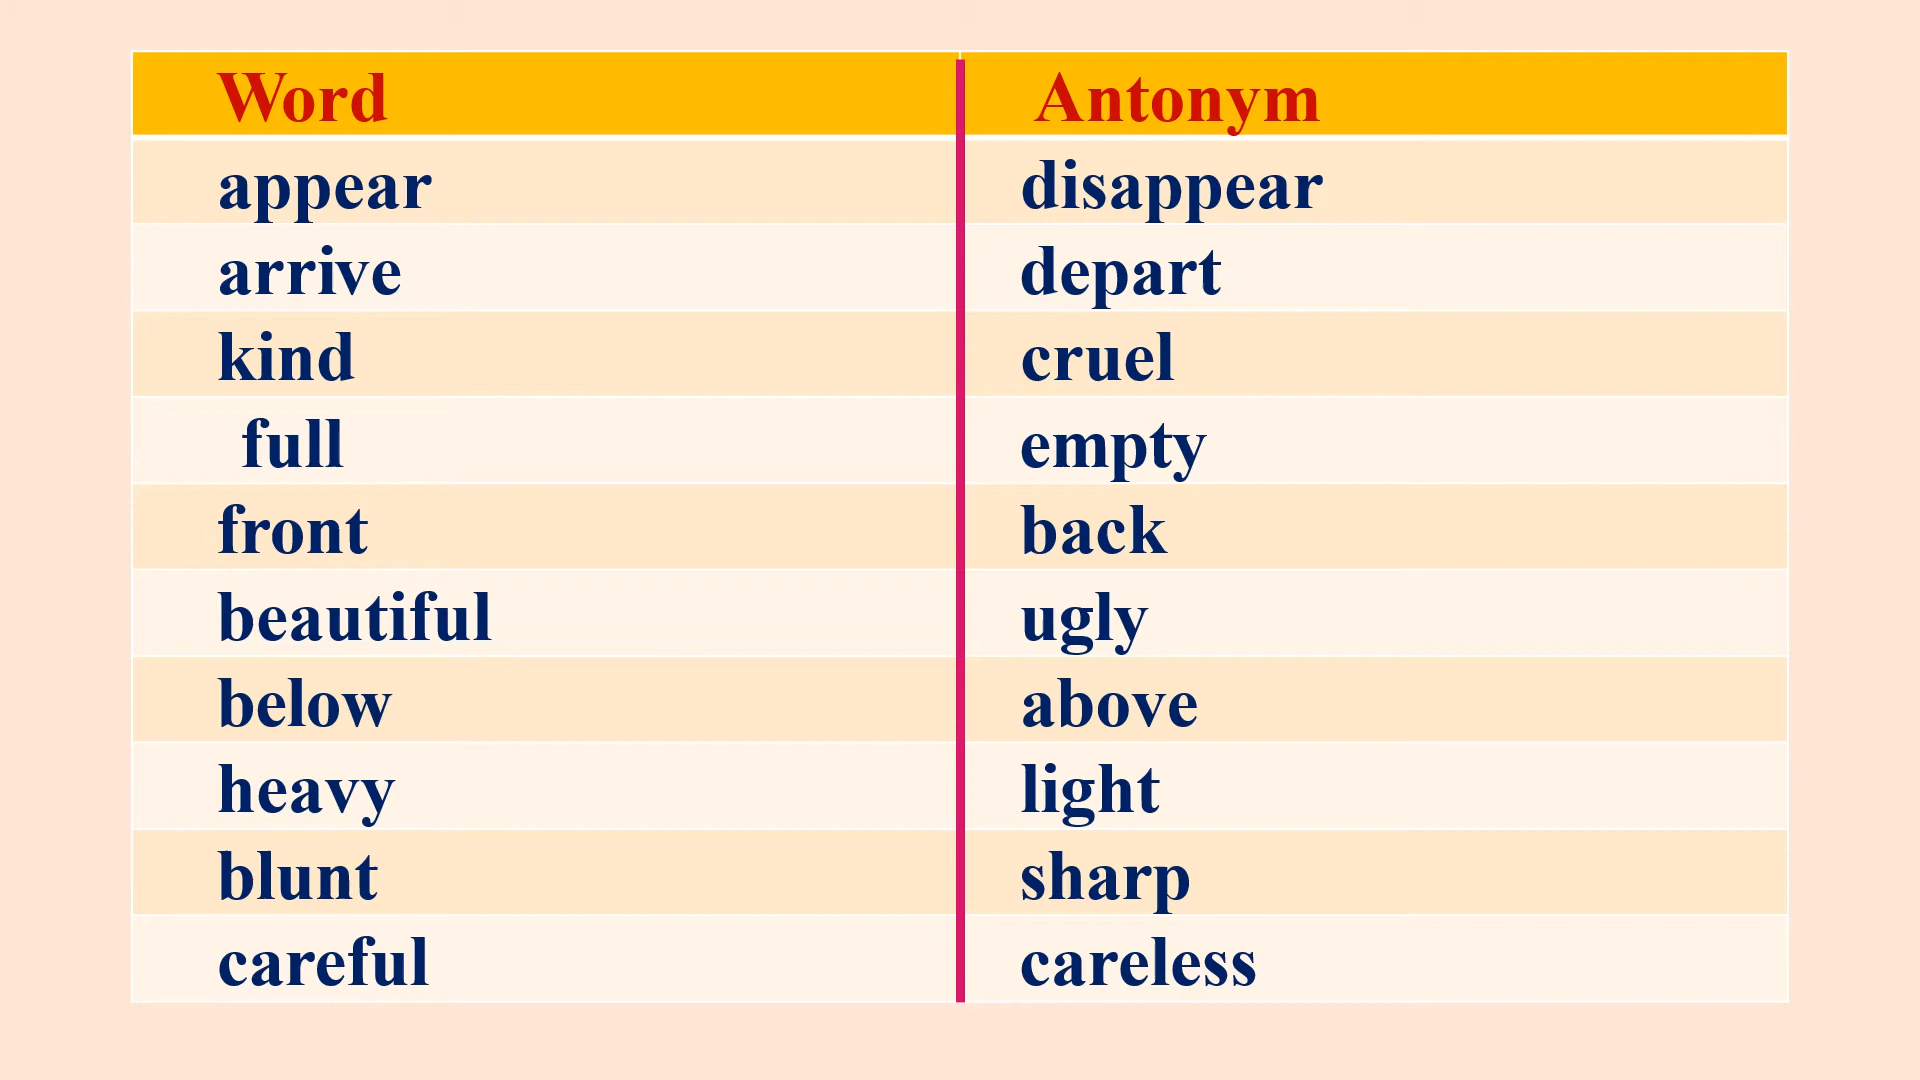 Word Antonym
appear disappear
arrive depart
kind cruel
full empty
front back
beautiful ugly
below above
heavy light
blunt sharp
careful careless